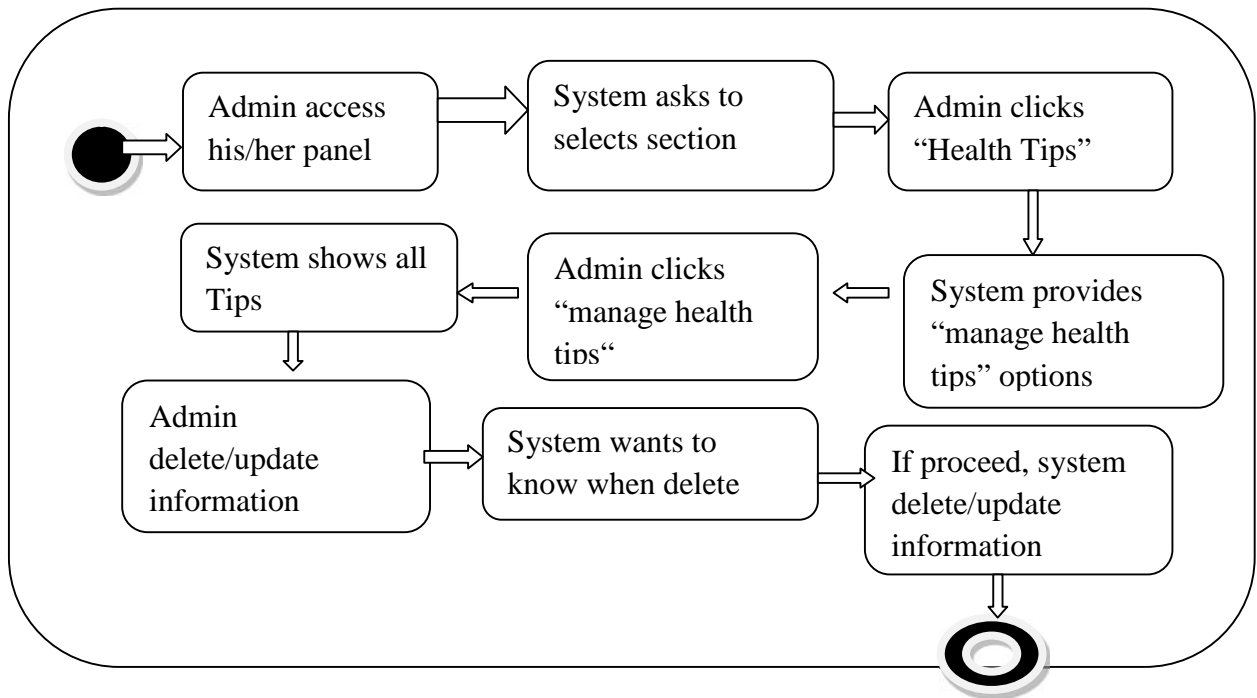 Admin access
his/her panel
System asks to
selects section
Admin clicks
“Health Tips”
System provides
“manage health
tips” options
Admin clicks
“manage health
tips“
System shows all
Tips
Admin
delete/update
information
System wants to
know when delete
If proceed, system
delete/update
information